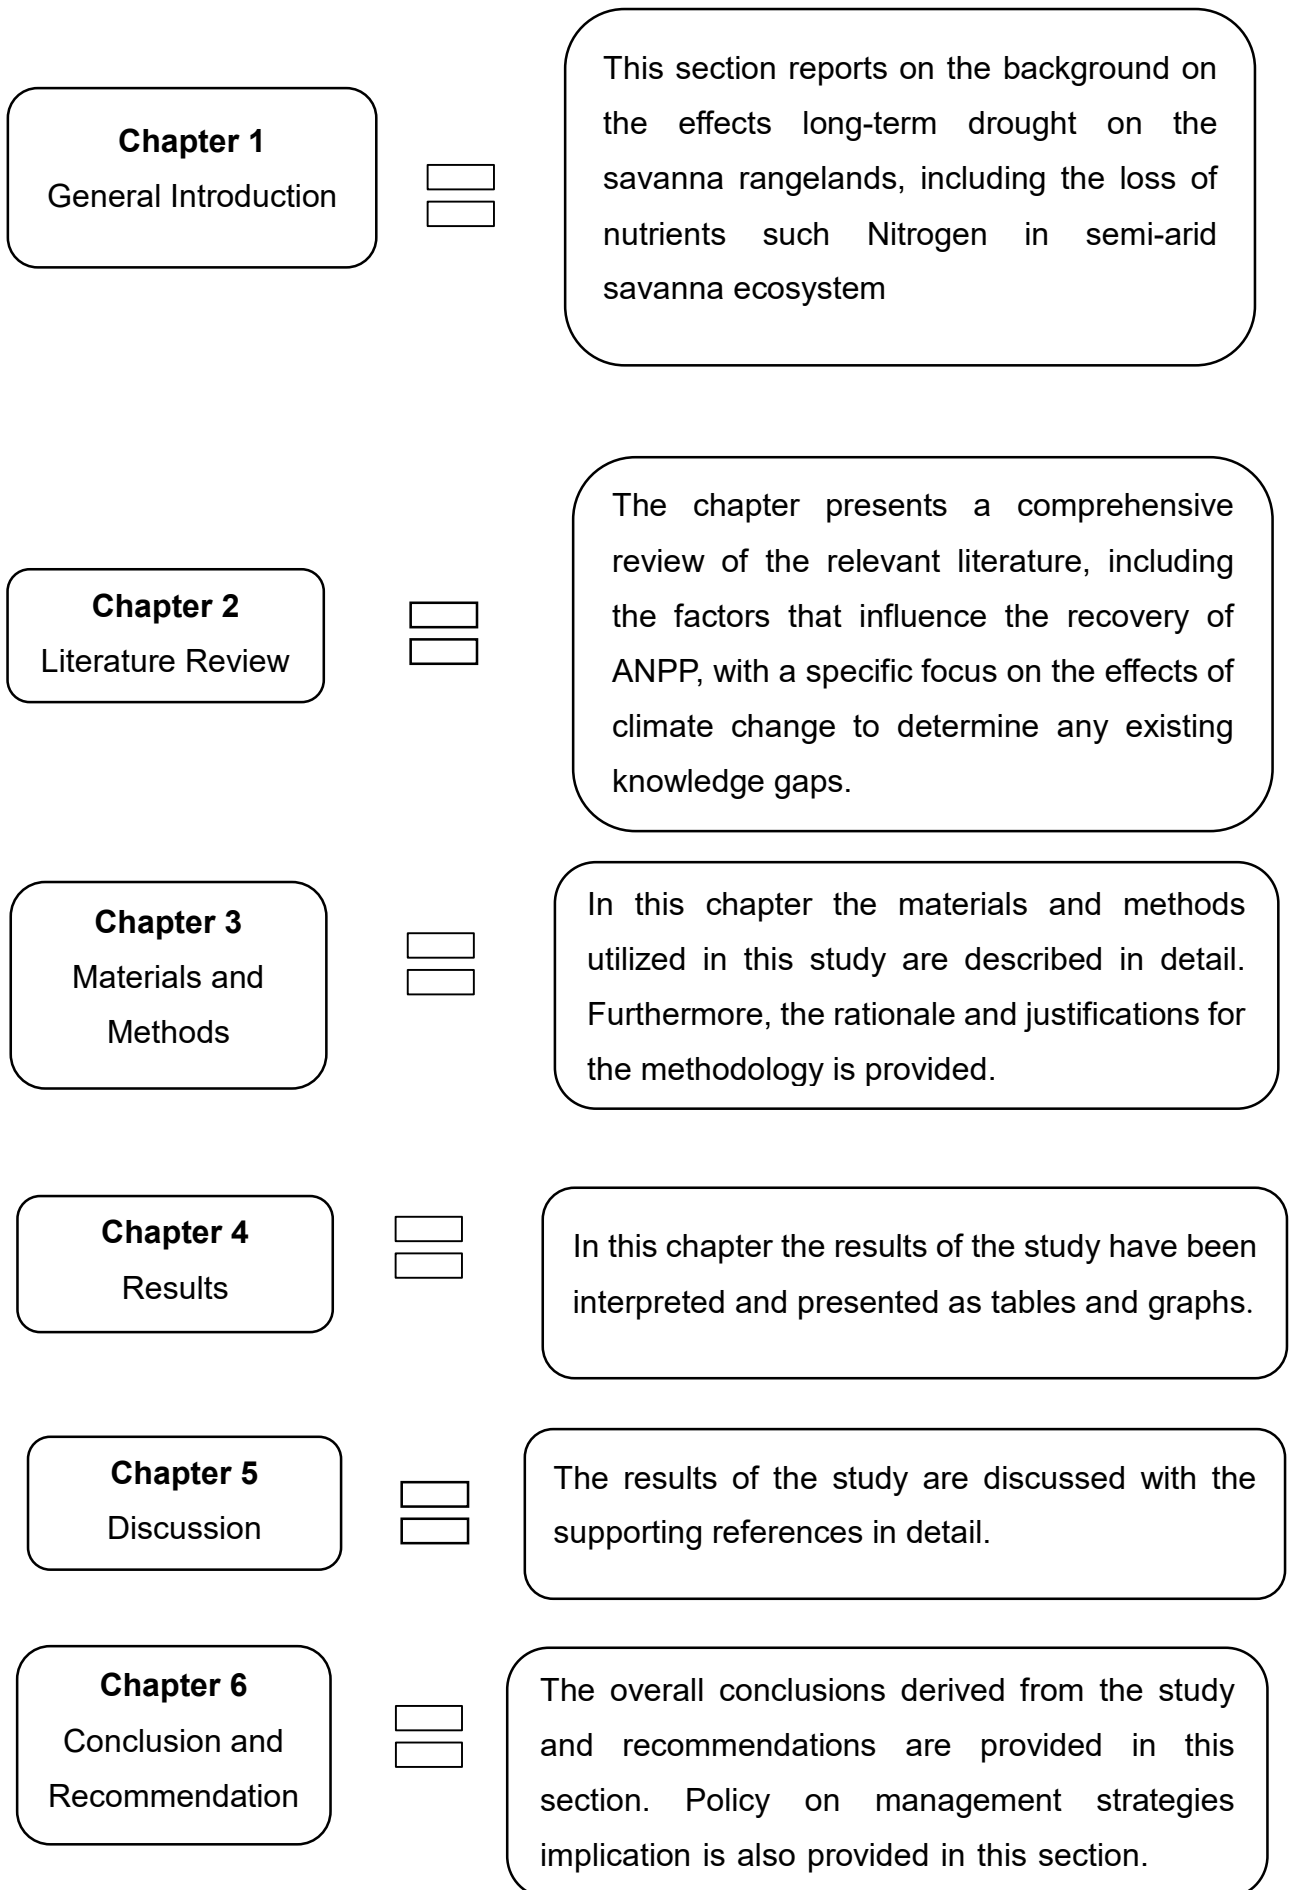 Chapter 1
General Introduction
This section reports on the background on
the effects long-term drought on the
savanna rangelands, including the loss of
nutrients such Nitrogen in semi-arid
savanna ecosystem
Chapter 2
Literature Review
The chapter presents a comprehensive
review of the relevant literature, including
the factors that influence the recovery of
ANPP, with a specific focus on the effects of
climate change to determine any existing
knowledge gaps.
Chapter 3
Materials and
Methods
In this chapter the materials and methods
utilized in this study are described in detail.
Furthermore, the rationale and justifications for
the methodology is provided.
Chapter 4
Results
In this chapter the results of the study have been
interpreted and presented as tables and graphs.
Chapter 5
Discussion
The results of the study are discussed with the
supporting references in detail.
Chapter 6
Conclusion and
Recommendation
The overall conclusions derived from the study
and recommendations are provided in this
section. Policy on management strategies
implication is also provided in this section.